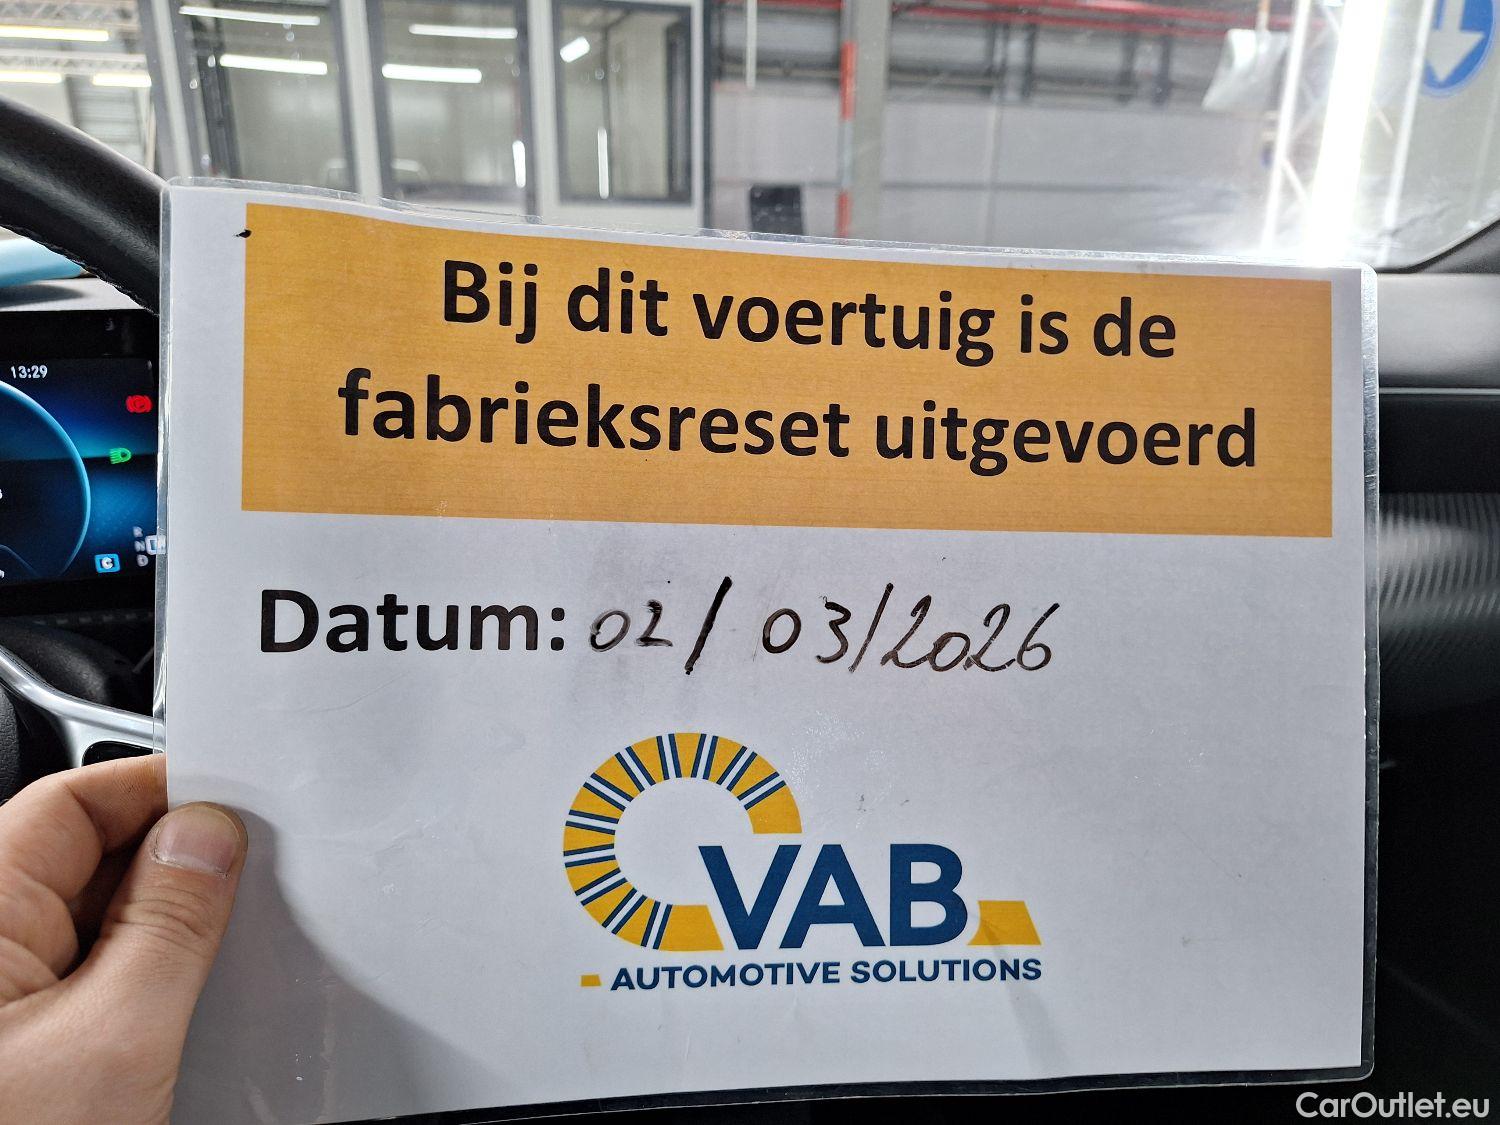 Bij dit voertuig is de
fabrieksreset uitgevoerd
13:29
Datum: 02/03/2026
R
N
D
C
VAB
AUTOMOTIVE SOLUTIONS
CarOutlet.eu